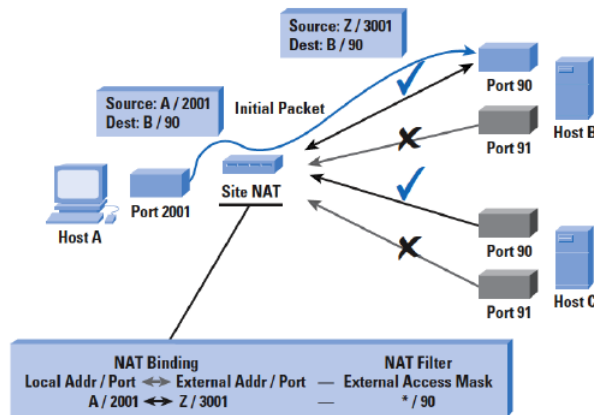 Source: Z / 3001
Dest: B / 90
Source: A / 2001
Dest: B / 90
Initial Packet
Port 90
Host B
Port 91
Site NAT
Port 2001
Host A
Port 90
Host C
Port 91
NAT Binding NAT Filter
Local Addr / Port External Addr / Port — External Access Mask
A / 2001 Z / 3001 — * / 90